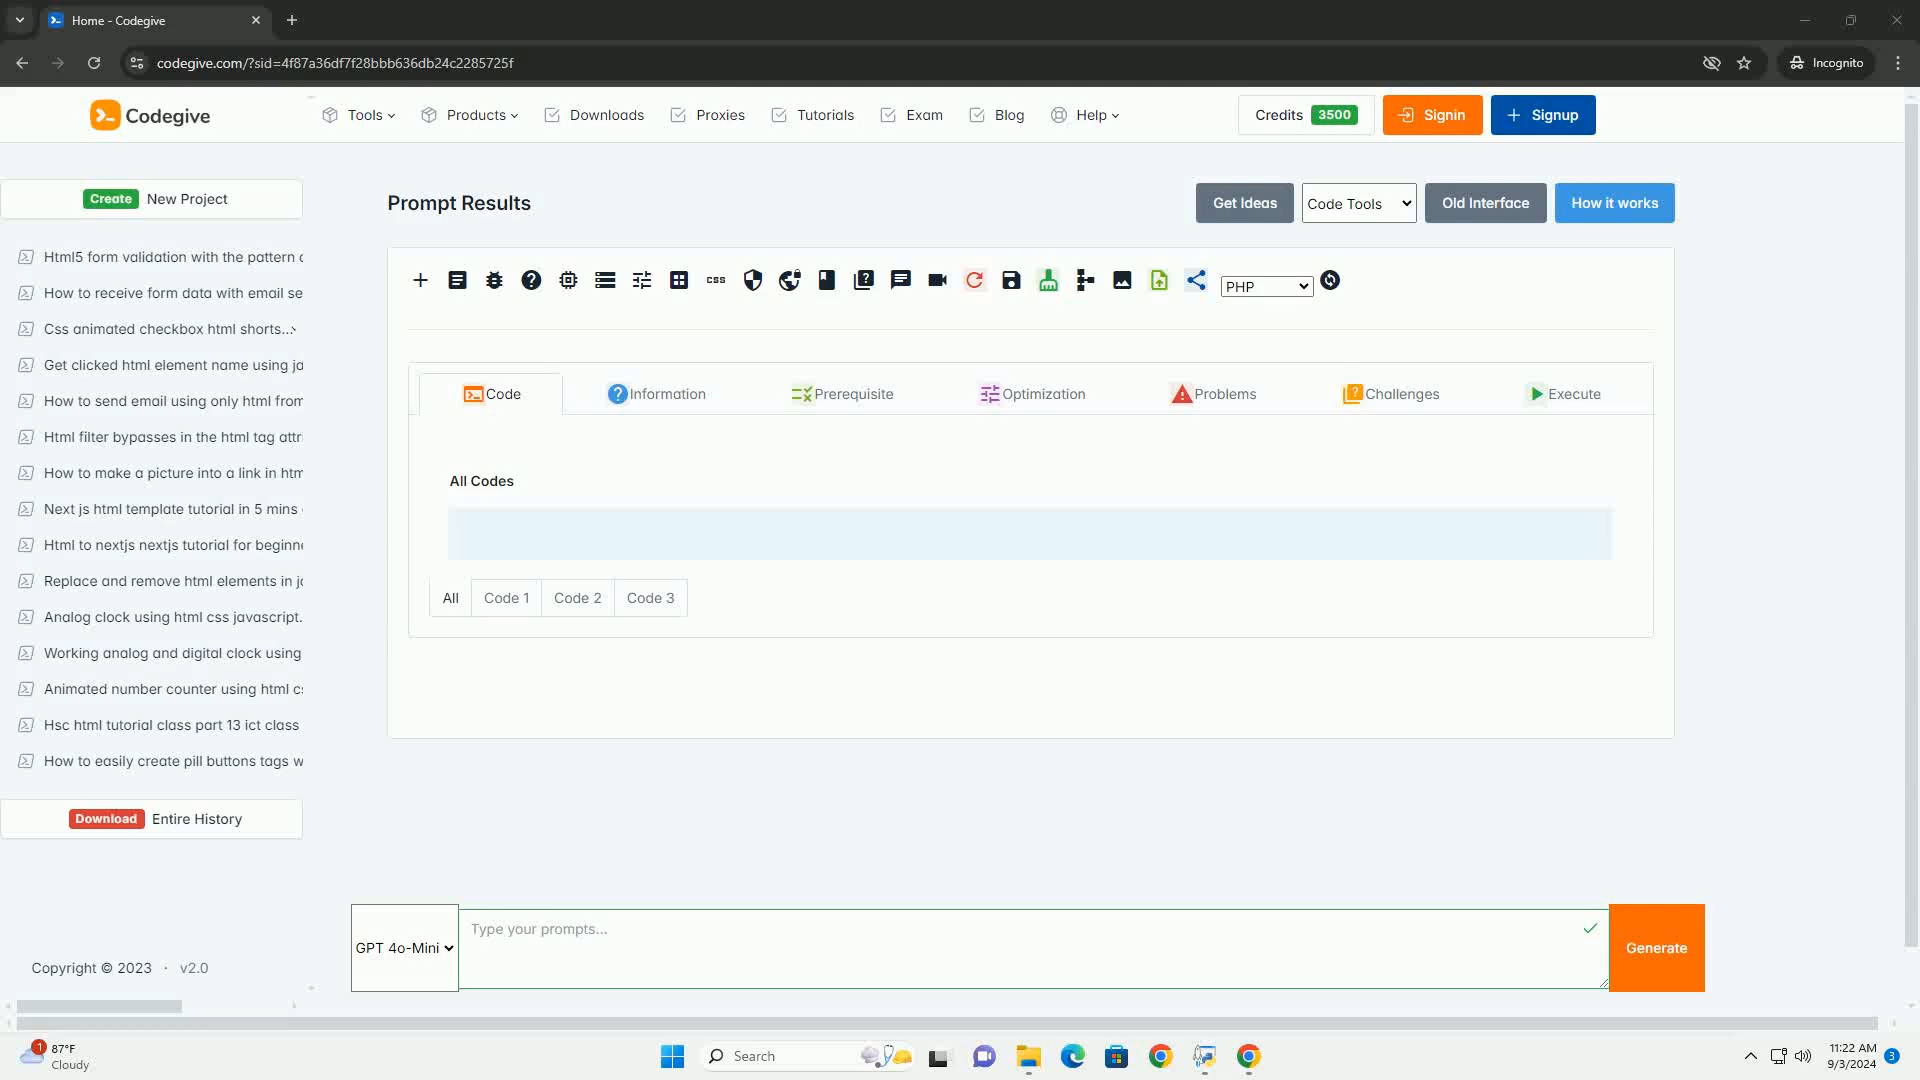 Home - Codegive
codegive.com/?sid=4f87a36df7f28bbb636db24c2285725f
Incognito
Codegive
Tools
Products
Downloads
Proxies
Tutorials
Exam
Blog
Help
Credits 3500
Signin
Signup
Create New Project
Html5 form validation with the pattern
How to receive form data with email se
Css animated checkbox html shorts...
Get clicked html element name using ja
How to send email using only html from
Html filter bypasses in the html tag attr
How to make a picture into a link in htm
Next js html template tutorial in 5 mins
Html to nextjs nextjs tutorial for beginne
Replace and remove html elements in
Analog clock using html css javascript.
Working analog and digital clock using
Animated number counter using html
Hsc html tutorial class part 13 ict class
How to easily create pill buttons tags w
Download Entire History
Copyright © 2023 · v2.0
Prompt Results
Get Ideas
Code Tools
Old Interface
How it works
css
PHP
Code
Information
Prerequisite
Optimization
Problems
Challenges
Execute
All Codes
All
Code 1
Code 2
Code 3
GPT 4o-Mini
Type your prompts...
Generate
1
87°F
Cloudy
Search
11:22 AM
9/3/2024
3